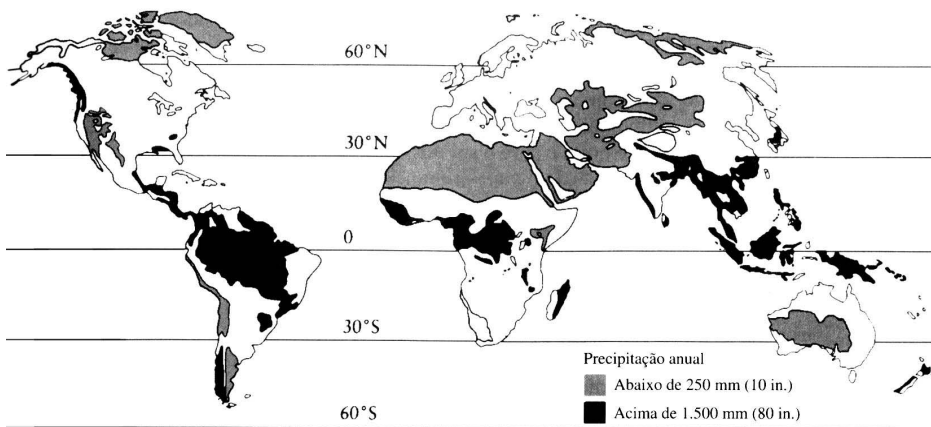 60°N
30°N
0
30°S
Precipitação anual
Abaixo de 250 mm (10 in.)
Acima de 1.500 mm (80 in.)
60°S